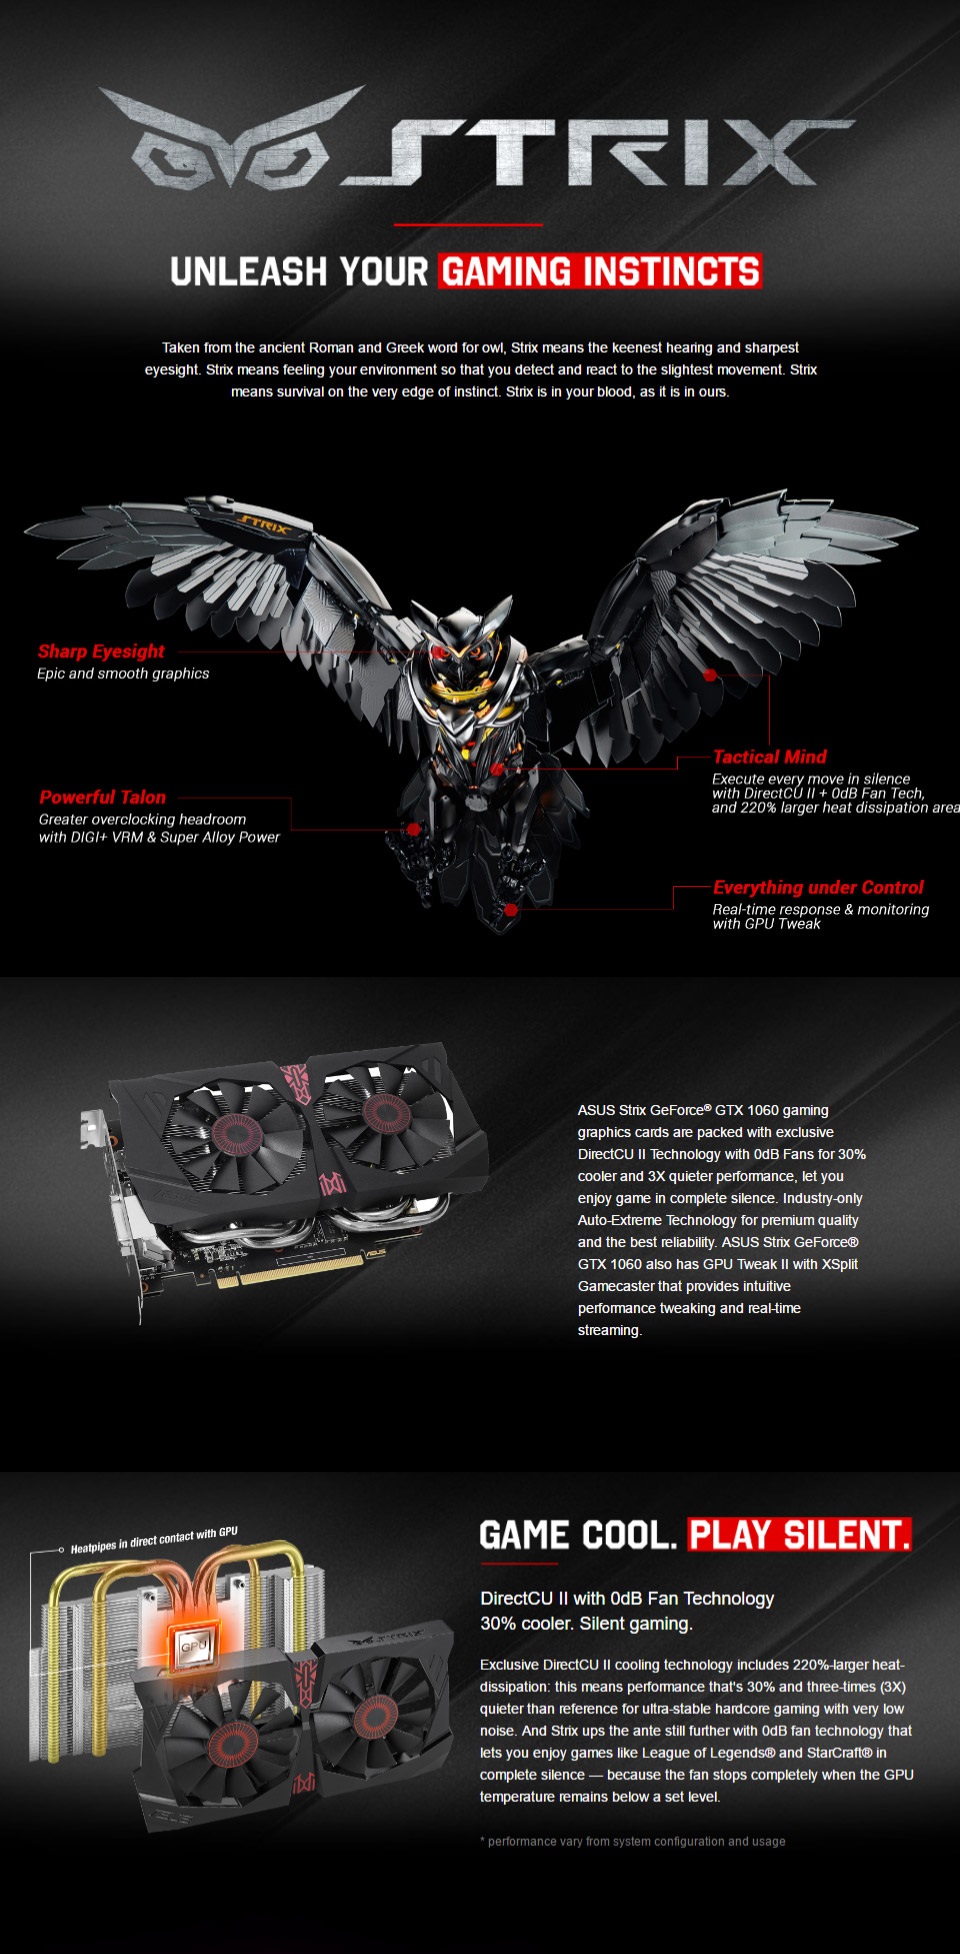 STRIX
UNLEASH YOUR GAMING INSTINCTS
Taken from the ancient Roman and Greek word for owl, Strix means the keenest hearing and sharpest
eyesight. Strix means feeling your environment so that you detect and react to the slightest movement. Strix
means survival on the very edge of instinct. Strix is in your blood, as it is in ours.
STRIX
Sharp Eyesight
Epic and smooth graphics
Tactical Mind
Execute every move in silence
with DirectCU II + 0dB Fan Tech,
and 220% larger heat dissipation area
Powerful Talon
Greater overclocking headroom
with DIGI+ VRM & Super Alloy Power
Everything under Control
Real-time response & monitoring
with GPU Tweak
ASUS Strix GeForce® GTX 1060 gaming
graphics cards are packed with exclusive
DirectCU II Technology with 0dB Fans for 30%
cooler and 3X quieter performance, let you
enjoy game in complete silence. Industry-only
Auto-Extreme Technology for premium quality
and the best reliability. ASUS Strix GeForce®
GTX 1060 also has GPU Tweak II with XSplit
Gamecaster that provides intuitive
performance tweaking and real-time
streaming.
ASUS
Heatpipes in direct contact with GPU
GPU
STRIX
GAME COOL. PLAY SILENT.
DirectCU II with 0dB Fan Technology
30% cooler. Silent gaming.
Exclusive DirectCU II cooling technology includes 220%-larger heat-
dissipation: this means performance that's 30% and three-times (3X)
quieter than reference for ultra-stable hardcore gaming with very low
noise. And Strix ups the ante still further with 0dB fan technology that
lets you enjoy games like League of Legends® and StarCraft® in
complete silence — because the fan stops completely when the GPU
temperature remains below a set level.
* performance vary from system configuration and usage